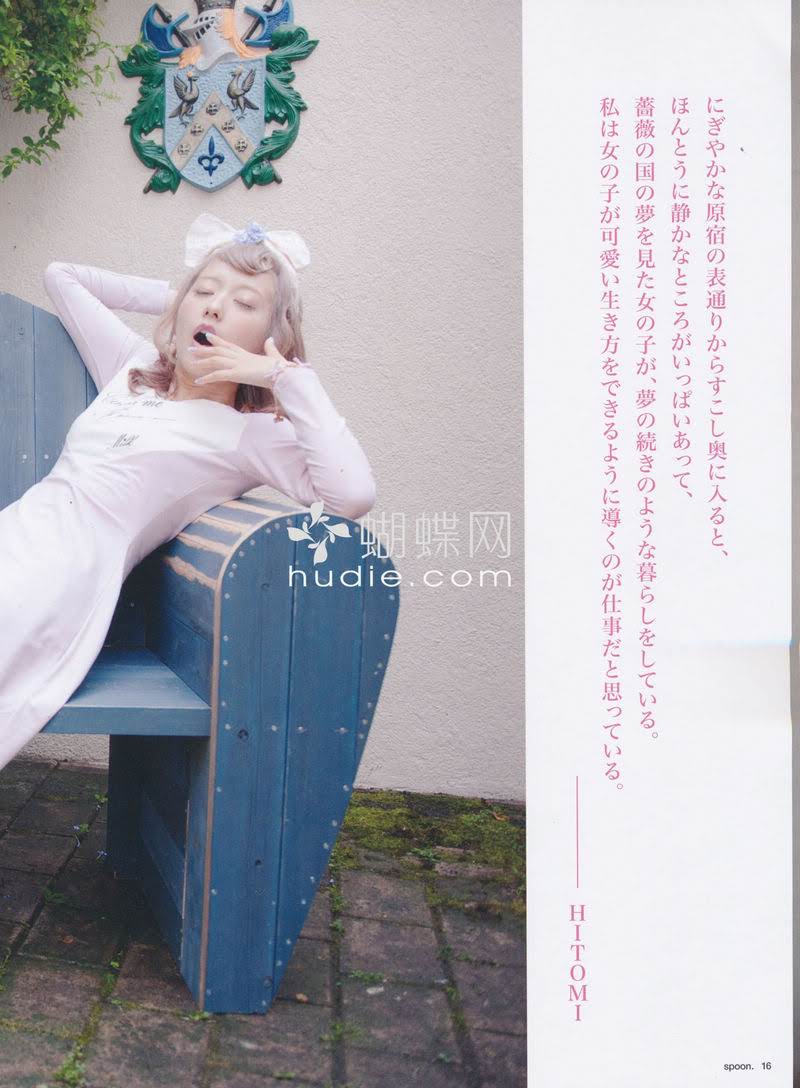 にぎやかな原宿の表通りからすこし奥に入ると、
ほんとうに静かなところがいっぱいあって、
薔薇の国の夢を見た女の子が、夢の続きのような暮らしをしている。
私は女の子が可愛い生き方をできるように導くのが仕事だと思っている。
HITOMI
me
Milk
蝴蝶网
hudie.com
spoon. 16